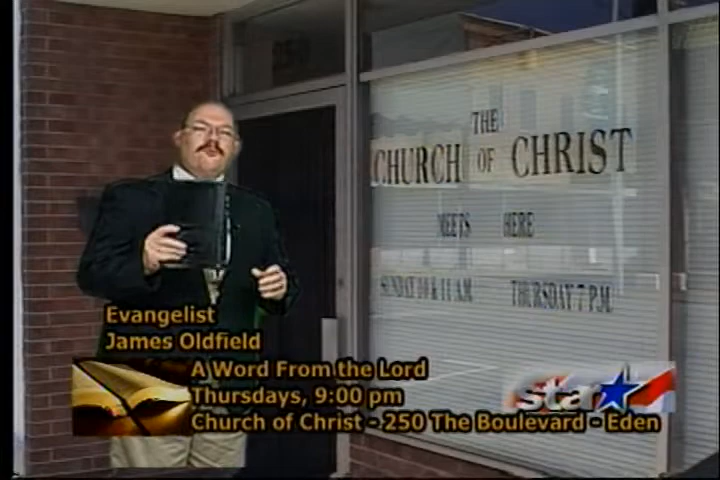 250
THE
CHURCH OF CHRIST
MEETS HERE
SUNDAY 10 & 11 A.M. THURSDAY 7 P.M.
Evangelist
James Oldfield
A Word From the Lord
Thursdays, 9:00 pm
Church of Christ - 250 The Boulevard - Eden
star